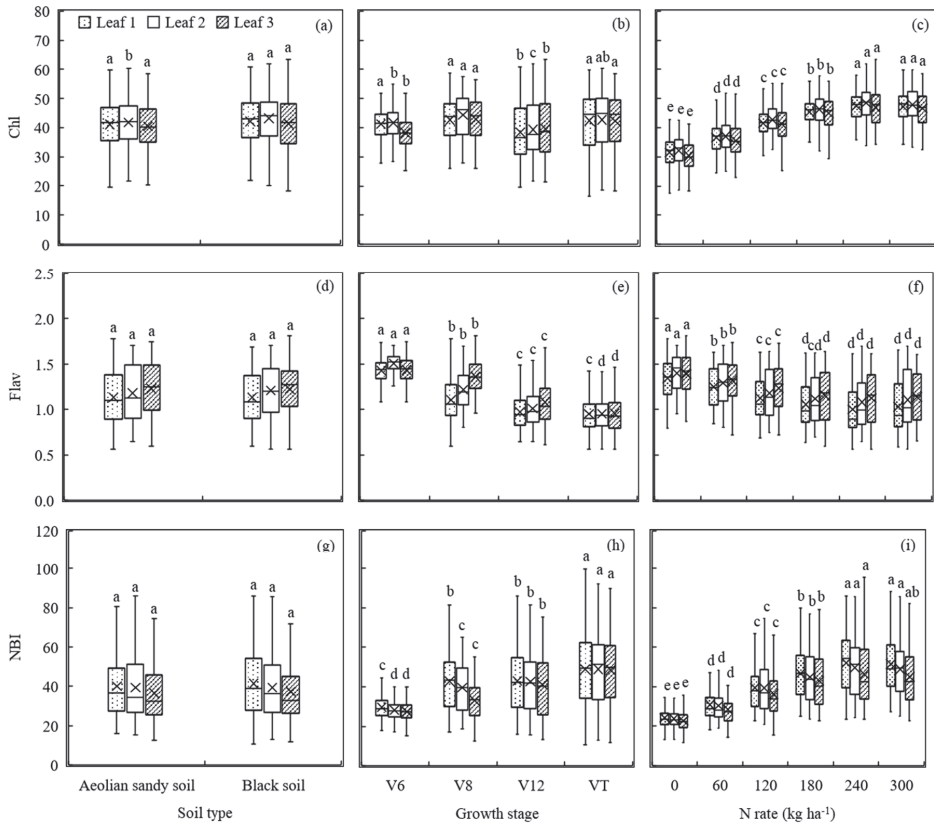 Leaf 1 Leaf 2 Leaf 3
(a) (b) (c)
80
70
60
50
40
30
20
10
0
Chl
a b a a a a
a b b a a a b c b a ab a
e e e d d d c c c b b b a a a a a a
(d) (e) (f)
2.5
2.0
1.5
1.0
0.5
0.0
Flav
a a a a a a
a a a b b b c c b c d d
a a a b b b c c c d cd d d d d d d d
(g) (h) (i)
120
100
80
60
40
20
0
NBI
a a a a a a
c d d b c c b b b a a a
e e e d d d c c c b b b a a a a a ab
Aeolian sandy soil Black soil
V6 V8 V12 VT
0 60 120 180 240 300
Soil type
Growth stage
N rate (kg ha⁻¹)